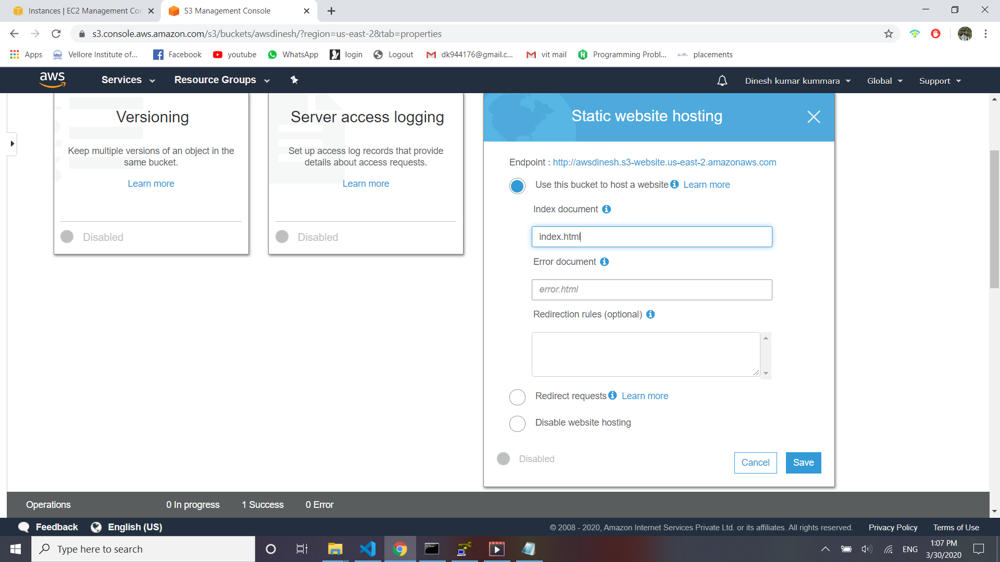 Instances | EC2 Management Con
S3 Management Console
s3.console.aws.amazon.com/s3/buckets/awsdinesh/?region=us-east-2&tab=properties
Apps
Vellore Institute of...
Facebook
youtube
WhatsApp
login
Logout
dk944176@gmail.c...
vit mail
Programming Probl...
placements
aws
Services
Resource Groups
Dinesh kumar kummara
Global
Support
Versioning
Keep multiple versions of an object in the
same bucket.
Learn more
Disabled
Server access logging
Set up access log records that provide
details about access requests.
Learn more
Disabled
Static website hosting
Endpoint : http://awsdinesh.s3-website.us-east-2.amazonaws.com
Use this bucket to host a website Learn more
Index document
index.html
Error document
error.html
Redirection rules (optional)
Redirect requests Learn more
Disable website hosting
Disabled
Cancel
Save
Operations
0 In progress
1 Success
0 Error
Feedback
English (US)
© 2008 - 2020, Amazon Internet Services Private Ltd. or its affiliates. All rights reserved.
Privacy Policy
Terms of Use
Type here to search
ENG
1:07 PM
3/30/2020